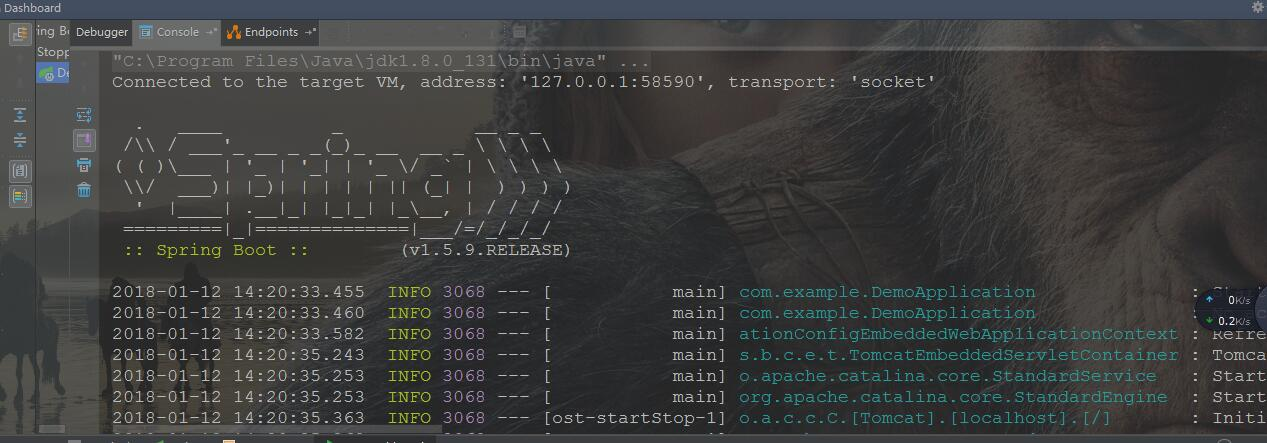 Dashboard
Debugger Console Endpoints
"C:\Program Files\Java\jdk1.8.0_131\bin\java" ...
Connected to the target VM, address: '127.0.0.1:58590', transport: 'socket'
Spring
:: Spring Boot :: (v1.5.9.RELEASE)
2018-01-12 14:20:33.455 INFO 3068 --- [ main] com.example.DemoApplication :
2018-01-12 14:20:33.460 INFO 3068 --- [ main] com.example.DemoApplication :
2018-01-12 14:20:33.582 INFO 3068 --- [ main] ationConfigEmbeddedWebApplicationContext : Refre
2018-01-12 14:20:35.243 INFO 3068 --- [ main] s.b.c.e.t.TomcatEmbeddedServletContainer : Tomca
2018-01-12 14:20:35.253 INFO 3068 --- [ main] o.apache.catalina.core.StandardService : Start
2018-01-12 14:20:35.253 INFO 3068 --- [ main] org.apache.catalina.core.StandardEngine : Start
2018-01-12 14:20:35.363 INFO 3068 --- [ost-startStop-1] o.a.c.c.C.[Tomcat].[localhost].[/] : Initi
0K/s
0.2K/s